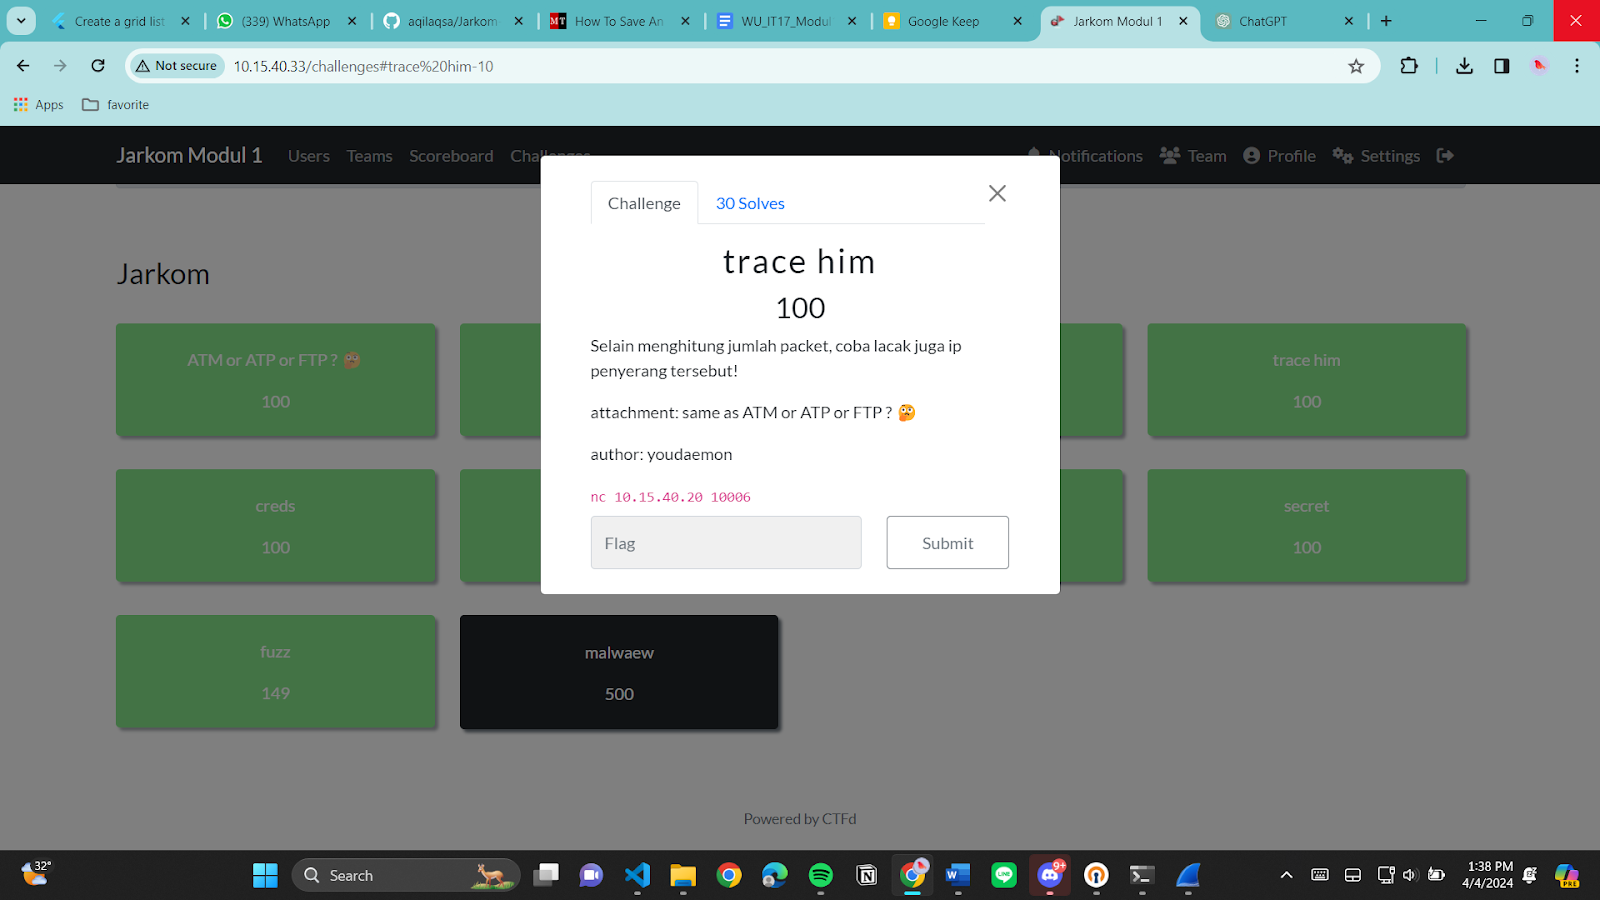 Create a grid list
(339) WhatsApp
aqilaqsa/Jarkom
How To Save An
WU_IT17_Modul
Google Keep
Jarkom Modul 1
ChatGPT
Not secure
10.15.40.33/challenges#trace%20him-10
Apps
favorite
Jarkom Modul 1
Users
Teams
Scoreboard
Challenges
Notifications
Team
Profile
Settings
Challenge
30 Solves
trace him
100
Selain menghitung jumlah packet, coba lacak juga ip
penyerang tersebut!
attachment: same as ATM or ATP or FTP ? 🤔
author: youdaemon
nc 10.15.40.20 10006
Flag
Submit
Jarkom
ATM or ATP or FTP ? 🤔
100
trace him
100
creds
100
secret
100
fuzz
149
malwaew
500
Powered by CTFd
32°
Search
9+
1:38 PM
4/4/2024
PRE